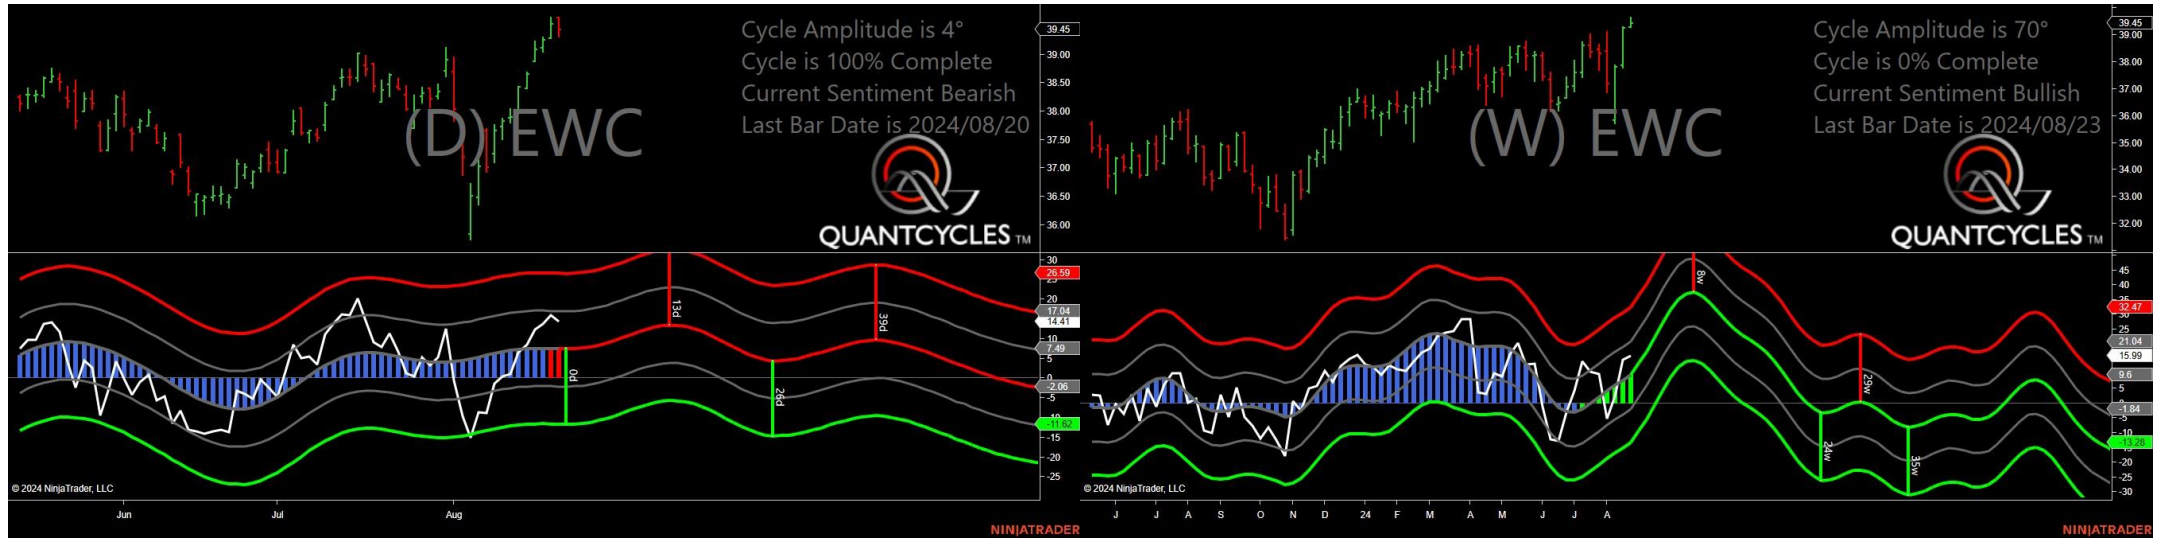 Cycle Amplitude is 4°
Cycle is 100% Complete
Current Sentiment Bearish
Last Bar Date is 2024/08/20
(D) EWC
QUANTCYCLES TM
39.45
39.00
38.50
38.00
37.50
37.00
36.50
36.00
30
26.59
20
17.04
14.41
10
7.49
5
0
-2.06
-5
-11.62
-15
-20
-25
0d
13d
26d
39d
© 2024 NinjaTrader, LLC
Jun
Jul
Aug
NINJATRADER
Cycle Amplitude is 70°
Cycle is 0% Complete
Current Sentiment Bullish
Last Bar Date is 2024/08/23
(W) EWC
QUANTCYCLES TM
39.45
39.00
38.00
37.00
36.00
35.00
34.00
33.00
32.00
45
40
35
32.47
30
25
21.04
15.99
9.6
5
-1.84
-5
-10
-13.28
-20
-25
-30
8w
29w
24w
35w
© 2024 NinjaTrader, LLC
J J A S O N D 24 F M A M J J A
NINJATRADER